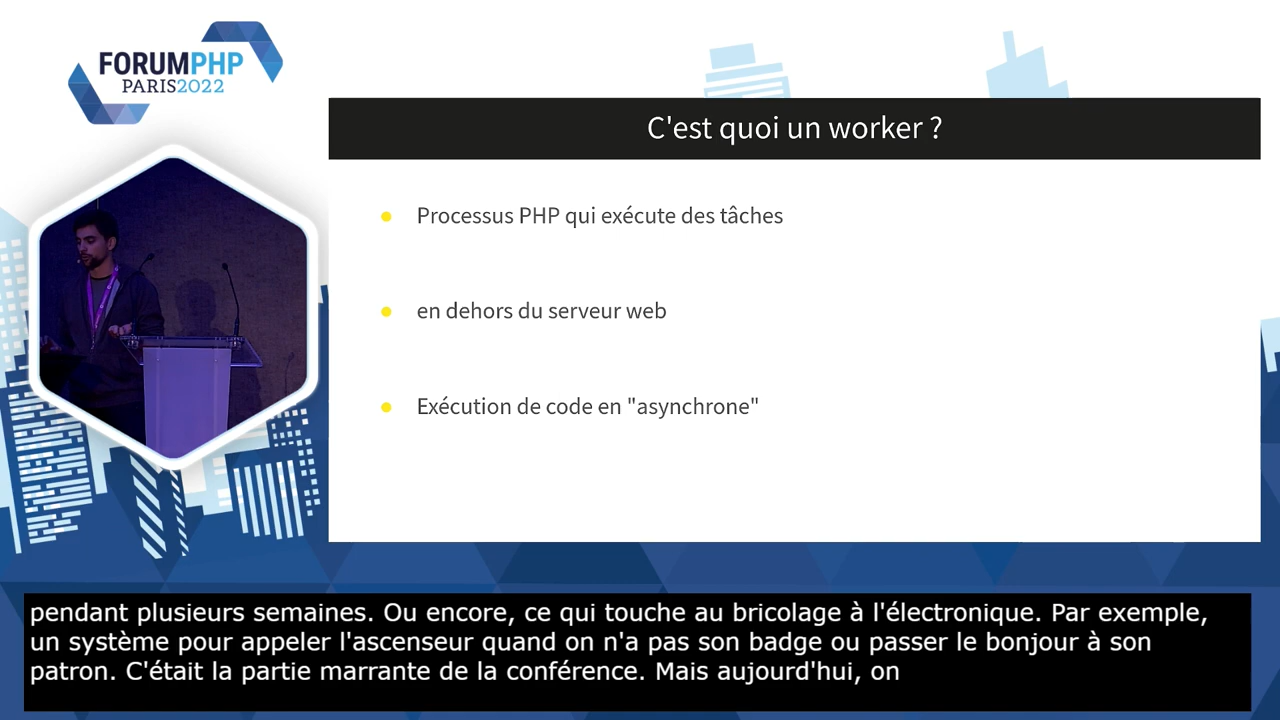 FORUMPHP
PARIS2022
C'est quoi un worker ?
Processus PHP qui exécute des tâches
en dehors du serveur web
Exécution de code en "asynchrone"
pendant plusieurs semaines. Ou encore, ce qui touche au bricolage à l'électronique. Par exemple,
un système pour appeler l'ascenseur quand on n'a pas son badge ou passer le bonjour à son
patron. C'était la partie marrante de la conférence. Mais aujourd'hui, on